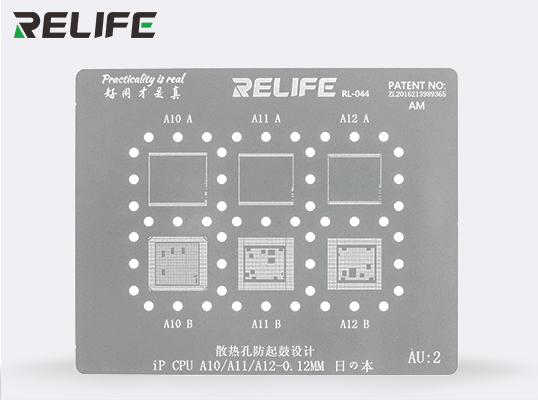 RELIFE
Practicality is real
好用才是真
RELIFE RL-044
PATENT NO:
ZL2016213989365
AM
A10 A A11 A A12 A
A10 B A11 B A12 B
散热孔防起鼓设计
iP CPU A10/A11/A12-0.12MM 日の本
AU:2